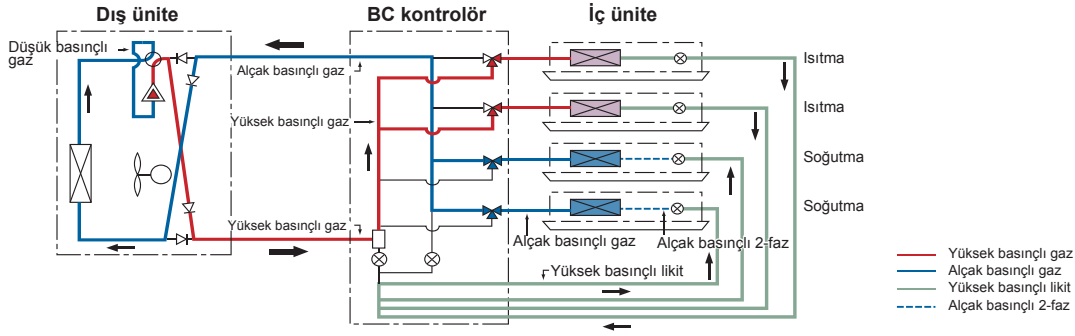 Dış ünite
BC kontrolör
İç ünite
Düşük basınçlı
gaz
Alçak basınçlı gaz
Isıtma
Yüksek basınçlı gaz
Isıtma
Soğutma
Soğutma
Yüksek basınçlı gaz
Alçak basınçlı gaz
Alçak basınçlı 2-faz
Yüksek basınçlı likit
Yüksek basınçlı gaz
Alçak basınçlı gaz
Yüksek basınçlı likit
Alçak basınçlı 2-faz